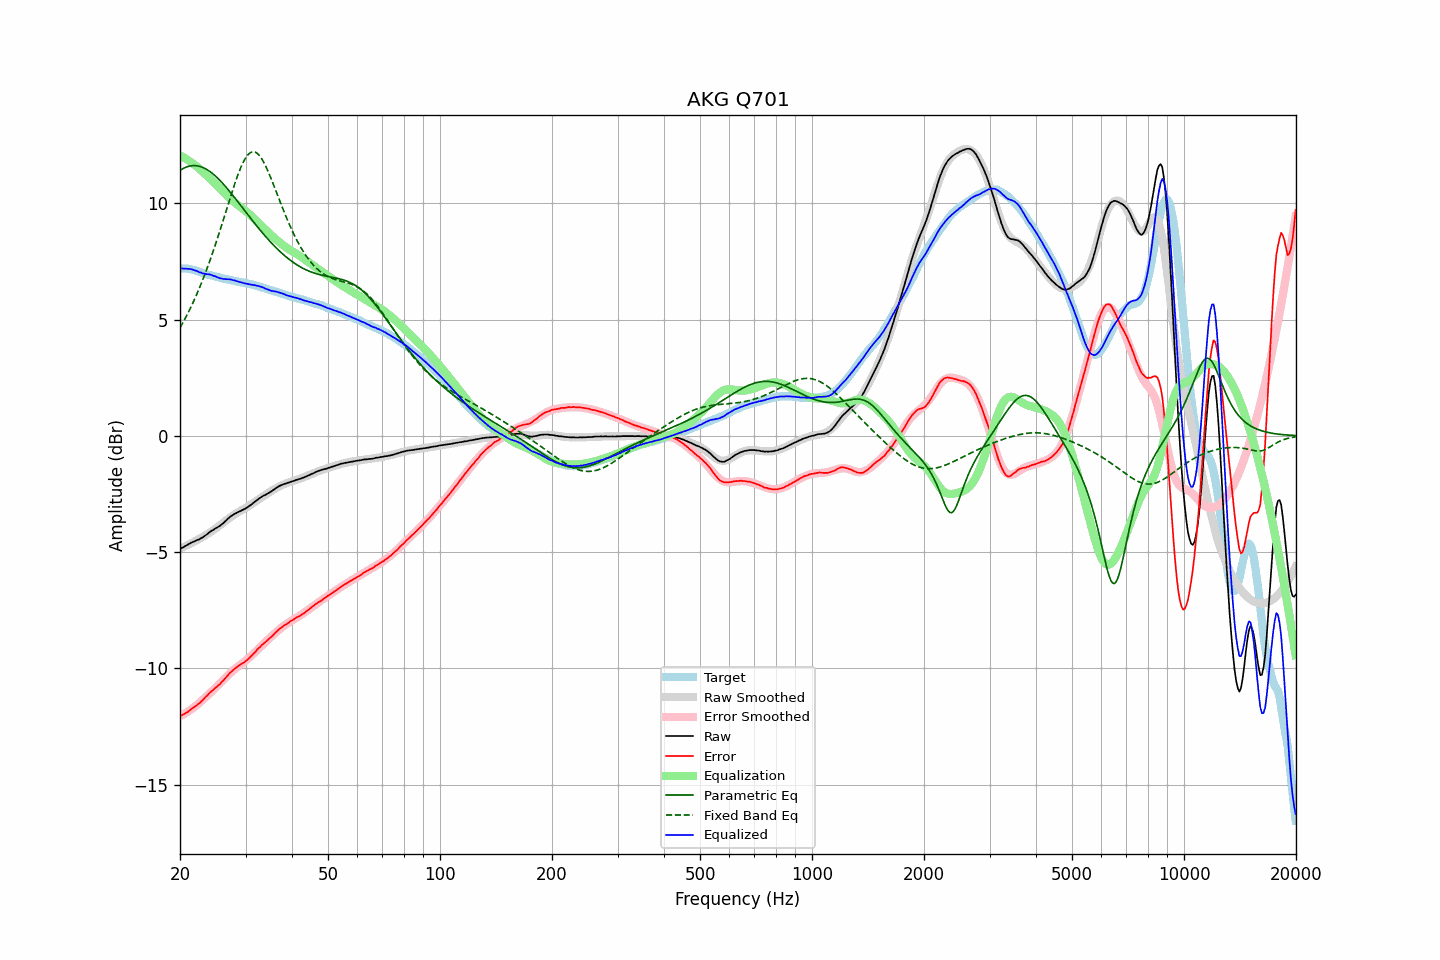 AKG Q701
Amplitude (dBr)
10
5
0
−5
−10
−15
Target
Raw Smoothed
Error Smoothed
Raw
Error
Equalization
Parametric Eq
Fixed Band Eq
Equalized
20 50 100 200 500 1000 2000 5000 10000 20000
Frequency (Hz)